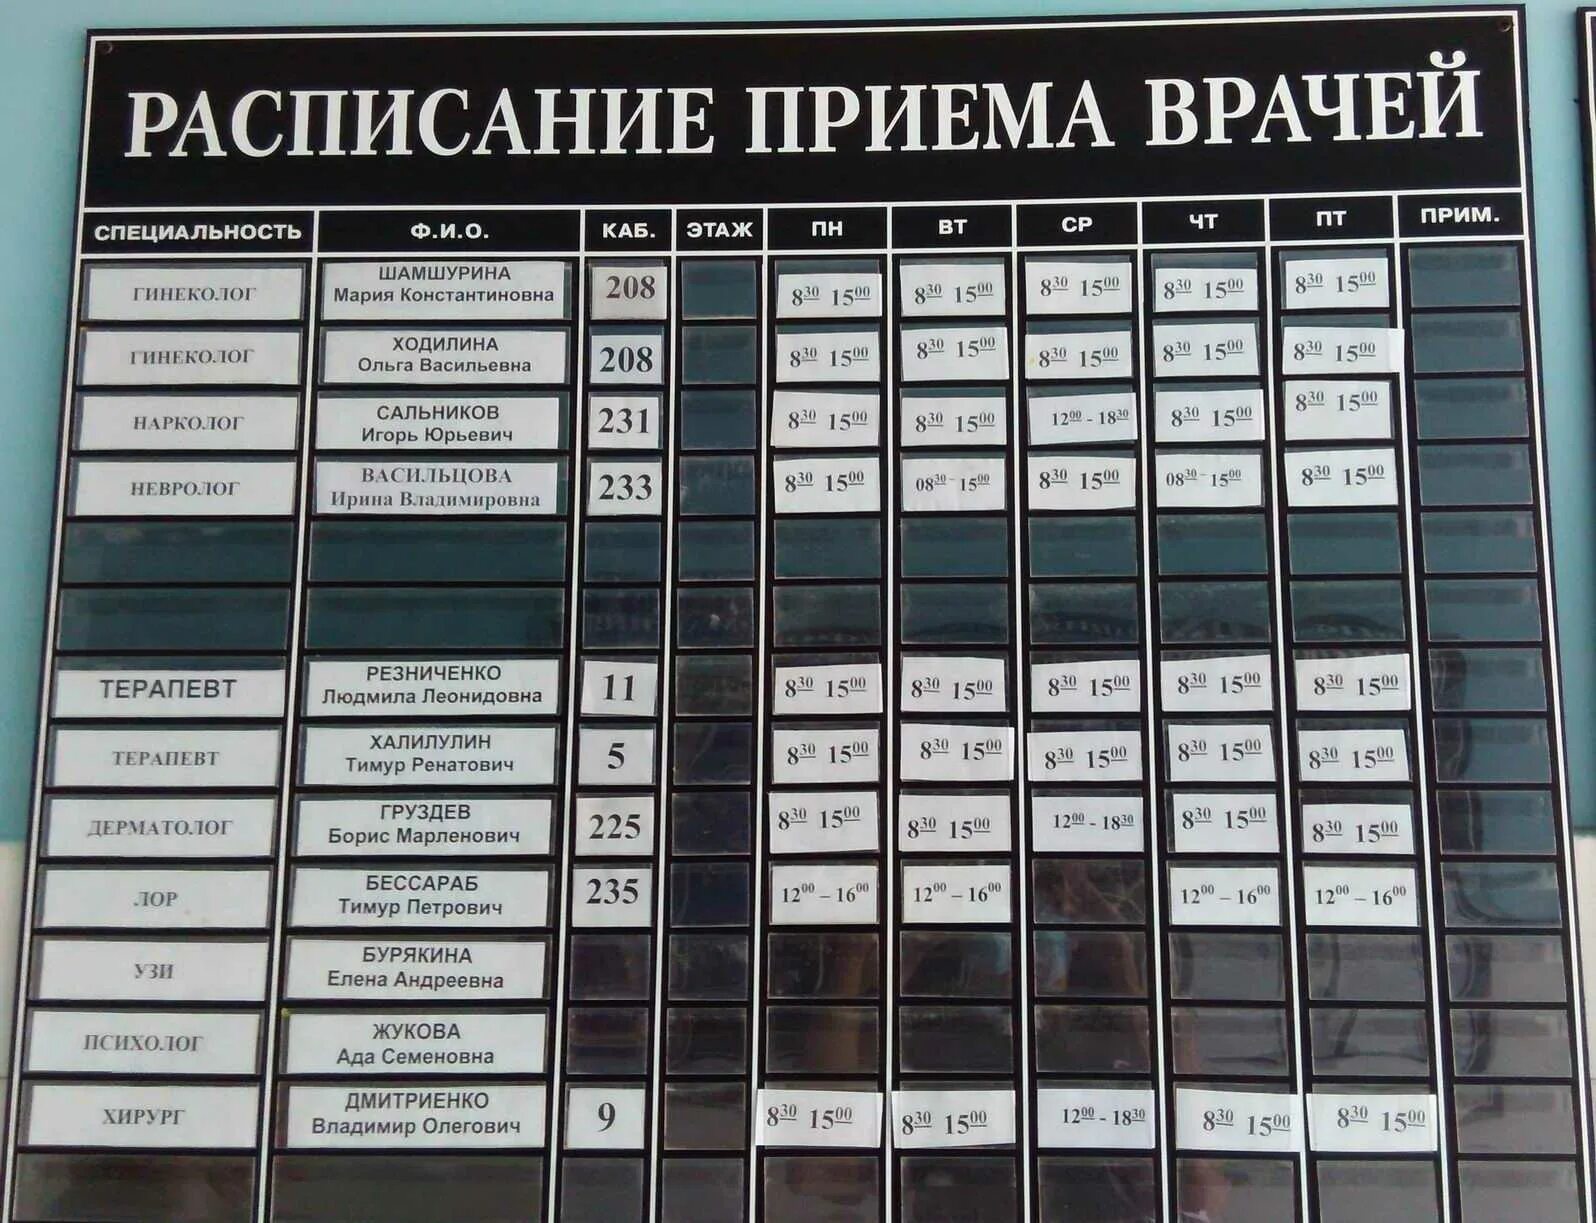 РАСПИСАНИЕ ПРИЕМА ВРАЧЕЙ
СПЕЦИАЛЬНОСТЬ Ф.И.О. КАБ. ЭТАЖ ПН ВТ СР ЧТ ПТ ПРИМ.
ГИНЕКОЛОГ ШАМШУРИНА Мария Константиновна 208 8³⁰ 15⁰⁰ 8³⁰ 15⁰⁰ 8³⁰ 15⁰⁰ 8³⁰ 15⁰⁰ 8³⁰ 15⁰⁰
ГИНЕКОЛОГ ХОДИЛИНА Ольга Васильевна 208 8³⁰ 15⁰⁰ 8³⁰ 15⁰⁰ 8³⁰ 15⁰⁰ 8³⁰ 15⁰⁰ 8³⁰ 15⁰⁰
НАРКОЛОГ САЛЬНИКОВ Игорь Юрьевич 231 8³⁰ 15⁰⁰ 8³⁰ 15⁰⁰ 12⁰⁰ - 18³⁰ 8³⁰ 15⁰⁰ 8³⁰ 15⁰⁰
НЕВРОЛОГ ВАСИЛЬЦОВА Ирина Владимировна 233 8³⁰ 15⁰⁰ 08³⁰ - 15⁰⁰ 8³⁰ 15⁰⁰ 08³⁰ - 15⁰⁰ 8³⁰ 15⁰⁰
ТЕРАПЕВТ РЕЗНИЧЕНКО Людмила Леонидовна 11 8³⁰ 15⁰⁰ 8³⁰ 15⁰⁰ 8³⁰ 15⁰⁰ 8³⁰ 15⁰⁰ 8³⁰ 15⁰⁰
ТЕРАПЕВТ ХАЛИЛУЛИН Тимур Ренатович 5 8³⁰ 15⁰⁰ 8³⁰ 15⁰⁰ 8³⁰ 15⁰⁰ 8³⁰ 15⁰⁰ 8³⁰ 15⁰⁰
ДЕРМАТОЛОГ ГРУЗДЕВ Борис Марленович 225 8³⁰ 15⁰⁰ 8³⁰ 15⁰⁰ 12⁰⁰ - 18³⁰ 8³⁰ 15⁰⁰ 8³⁰ 15⁰⁰
ЛОР БЕССАРАБ Тимур Петрович 235 12⁰⁰ – 16⁰⁰ 12⁰⁰ – 16⁰⁰ 12⁰⁰ – 16⁰⁰ 12⁰⁰ – 16⁰⁰
УЗИ БУРЯКИНА Елена Андреевна
ПСИХОЛОГ ЖУКОВА Ада Семеновна
ХИРУРГ ДМИТРИЕНКО Владимир Олегович 9 8³⁰ 15⁰⁰ 8³⁰ 15⁰⁰ 12⁰⁰ - 18³⁰ 8³⁰ 15⁰⁰ 8³⁰ 15⁰⁰